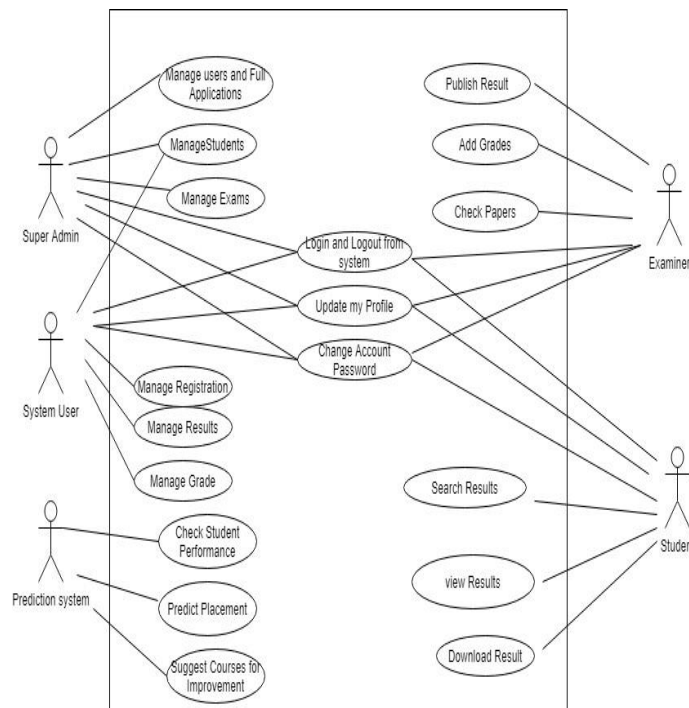 Manage users and Full
Applications
ManageStudents
Manage Exams
Super Admin
Publish Result
Add Grades
Check Papers
Examiner
Login and Logout from
system
Update my Profile
Change Account
Password
System User
Manage Registration
Manage Results
Manage Grade
Search Results
view Results
Download Result
Studen
Prediction system
Check Student
Performance
Predict Placement
Suggest Courses for
Improvement